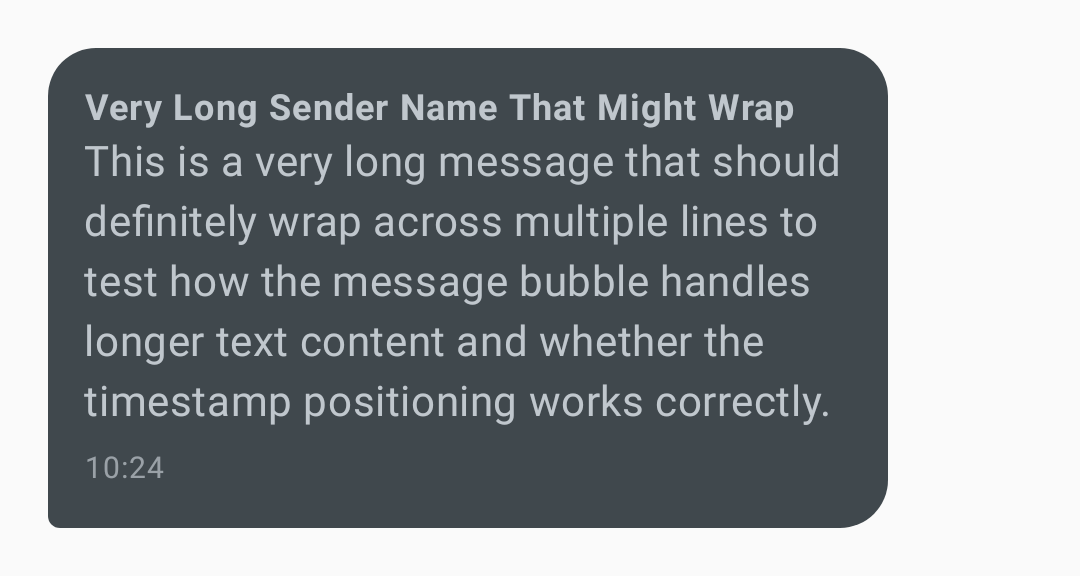 Very Long Sender Name That Might Wrap
This is a very long message that should
definitely wrap across multiple lines to
test how the message bubble handles
longer text content and whether the
timestamp positioning works correctly.
10:24